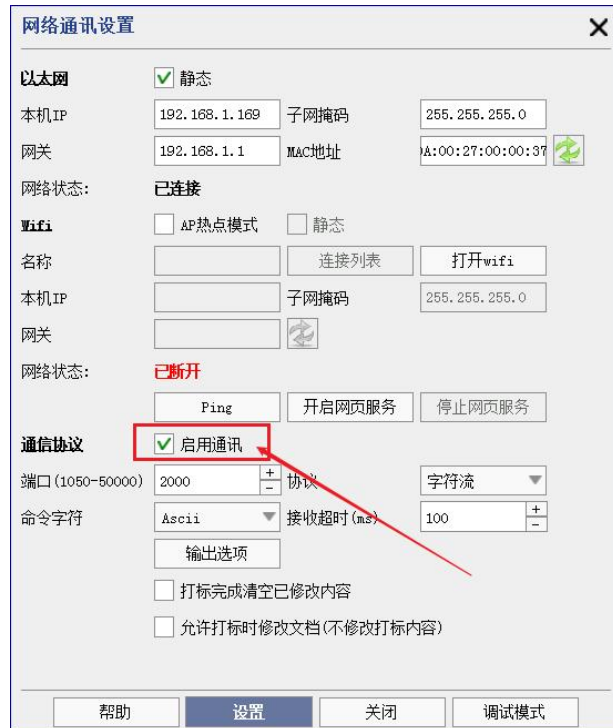 网络通讯设置
以太网 静态
本机IP 192.168.1.169 子网掩码 255.255.255.0
网关 192.168.1.1 MAC地址 A:00:27:00:00:37
网络状态: 已连接
Wifi AP热点模式 静态
名称 连接列表 打开wifi
本机IP 子网掩码 255.255.255.0
网关
网络状态: 已断开
Ping 开启网页服务 停止网页服务
通信协议 启用通讯
端口(1050-50000) 2000 协议 字符流
命令字符 Ascii 接收超时(ms) 100
输出选项
打标完成清空已修改内容
允许打标时修改文档(不修改打标内容)
帮助 设置 关闭 调试模式